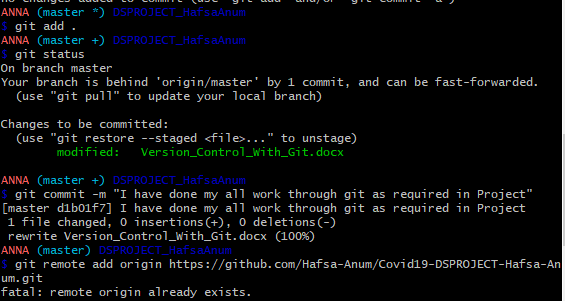 no changes added to commit (use "git add" and/or "git commit -a")
ANNA (master *) DSPROJECT_HafsaAnum
$ git add .
ANNA (master +) DSPROJECT_HafsaAnum
$ git status
On branch master
Your branch is behind 'origin/master' by 1 commit, and can be fast-forwarded.
(use "git pull" to update your local branch)
Changes to be committed:
(use "git restore --staged <file>..." to unstage)
modified: Version_Control_With_Git.docx
ANNA (master +) DSPROJECT_HafsaAnum
$ git commit -m "I have done my all work through git as required in Project"
[master d1b01f7] I have done my all work through git as required in Project
1 file changed, 0 insertions(+), 0 deletions(-)
rewrite Version_Control_With_Git.docx (100%)
ANNA (master) DSPROJECT_HafsaAnum
$ git remote add origin https://github.com/Hafsa-Anum/Covid19-DSPROJECT-Hafsa-An
um.git
fatal: remote origin already exists.